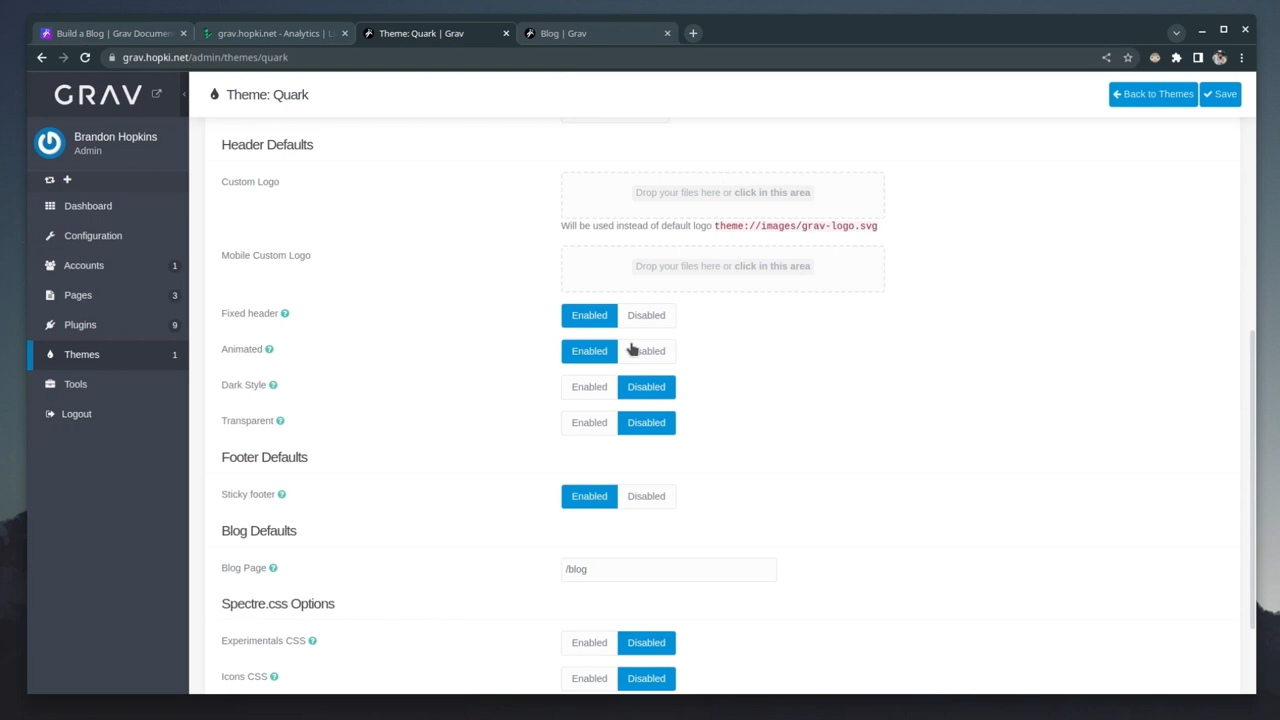 Build a Blog | Grav Documen
grav.hopki.net - Analytics | L
Theme: Quark | Grav
Blog | Grav
grav.hopki.net/admin/themes/quark
GRAV
Theme: Quark
Back to Themes
Save
Brandon Hopkins
Admin
Dashboard
Configuration
Accounts 1
Pages 3
Plugins 9
Themes 1
Tools
Logout
Header Defaults
Custom Logo
Drop your files here or click in this area
Will be used instead of default logo theme://images/grav-logo.svg
Mobile Custom Logo
Drop your files here or click in this area
Fixed header Enabled Disabled
Animated Enabled Disabled
Dark Style Enabled Disabled
Transparent Enabled Disabled
Footer Defaults
Sticky footer Enabled Disabled
Blog Defaults
Blog Page /blog
Spectre.css Options
Experimentals CSS Enabled Disabled
Icons CSS Enabled Disabled